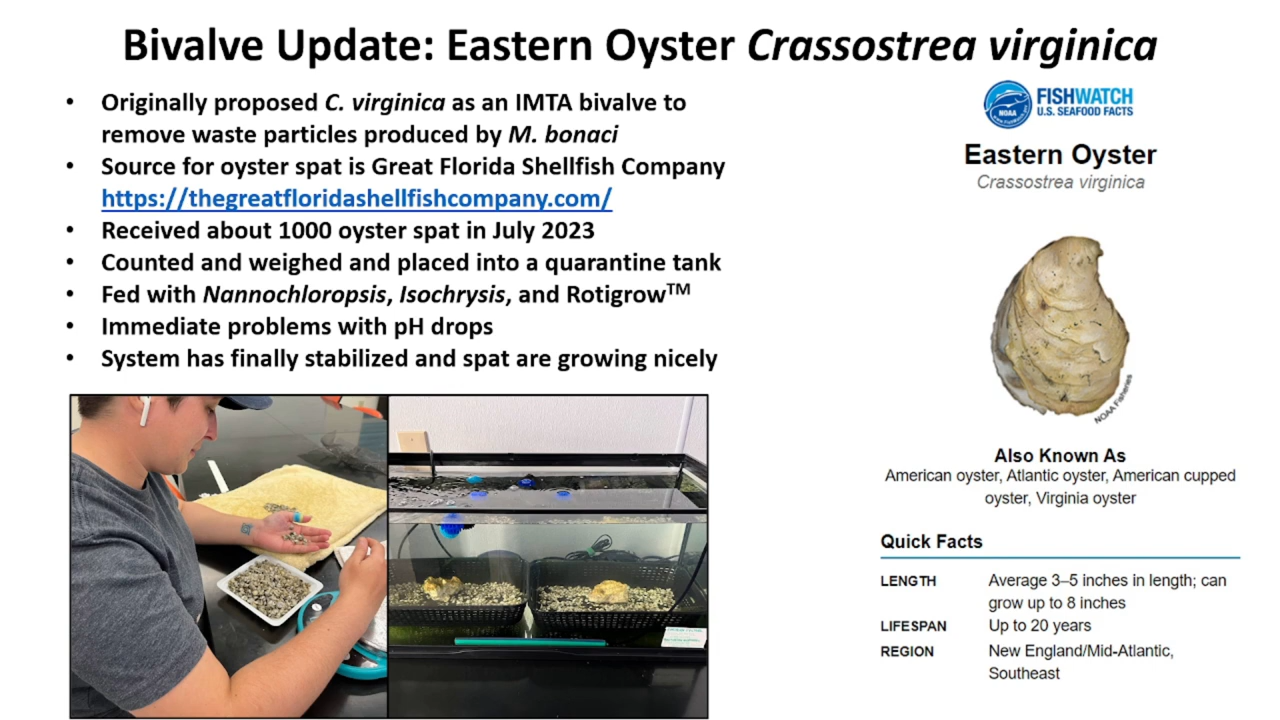 Bivalve Update: Eastern Oyster Crassostrea virginica
• Originally proposed C. virginica as an IMTA bivalve to
remove waste particles produced by M. bonaci
• Source for oyster spat is Great Florida Shellfish Company
https://thegreatfloridashellfishcompany.com/
• Received about 1000 oyster spat in July 2023
• Counted and weighed and placed into a quarantine tank
• Fed with Nannochloropsis, Isochrysis, and Rotigrow™
• Immediate problems with pH drops
• System has finally stabilized and spat are growing nicely
NOAA
FISHWATCH
U.S. SEAFOOD FACTS
Eastern Oyster
Crassostrea virginica
NOAA Fisheries
Also Known As
American oyster, Atlantic oyster, American cupped
oyster, Virginia oyster
Quick Facts
LENGTH Average 3–5 inches in length; can
grow up to 8 inches
LIFESPAN Up to 20 years
REGION New England/Mid-Atlantic,
Southeast